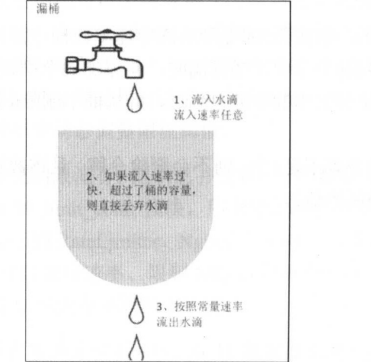 漏桶
1、流入水滴
流入速率任意
2、如果流入速率过
快，超过了桶的容量，
则直接丢弃水滴
3、按照常量速率
流出水滴